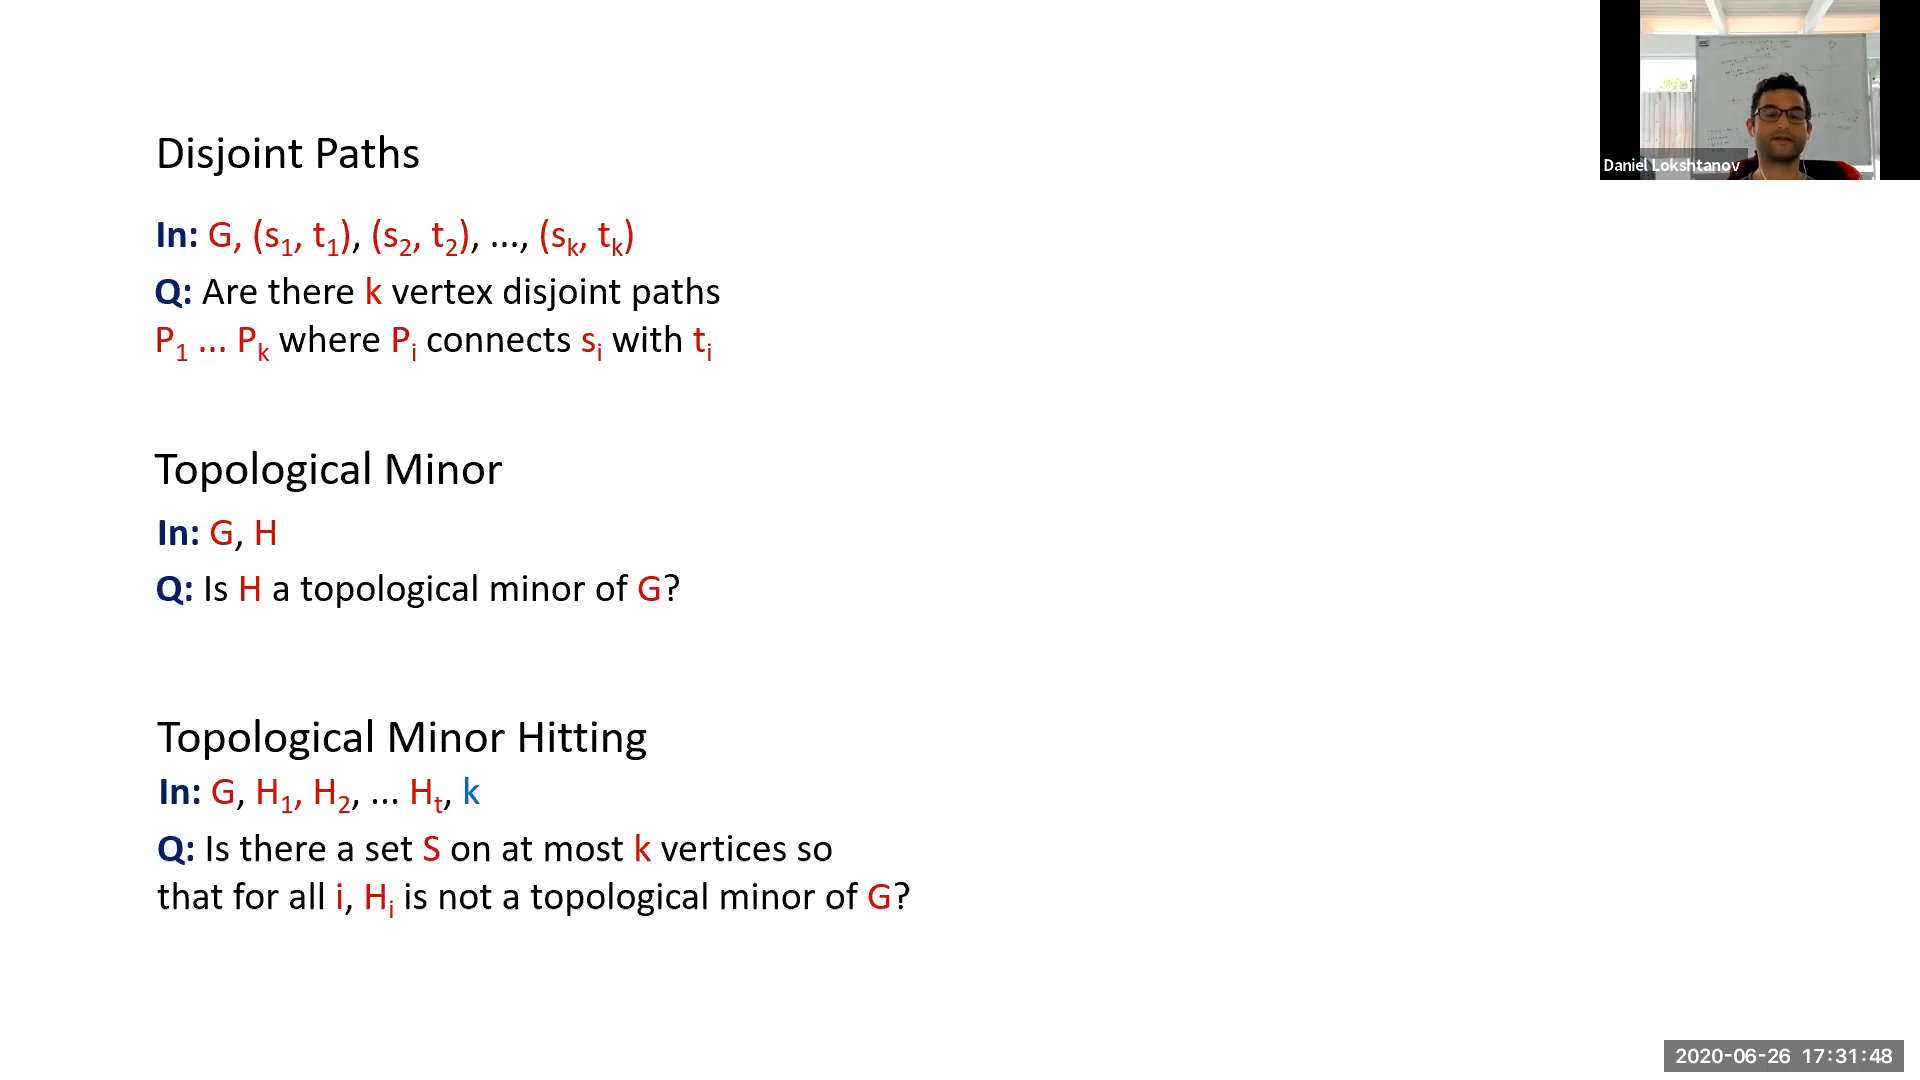 Disjoint Paths
In: G, (s₁, t₁), (s₂, t₂), ..., (sₖ, tₖ)
Q: Are there k vertex disjoint paths
P₁ ... Pₖ where Pᵢ connects sᵢ with tᵢ
Topological Minor
In: G, H
Q: Is H a topological minor of G?
Topological Minor Hitting
In: G, H₁, H₂, ... Hₜ, k
Q: Is there a set S on at most k vertices so
that for all i, Hᵢ is not a topological minor of G?
Daniel Lokshtanov
2020-06-26 17:31:48